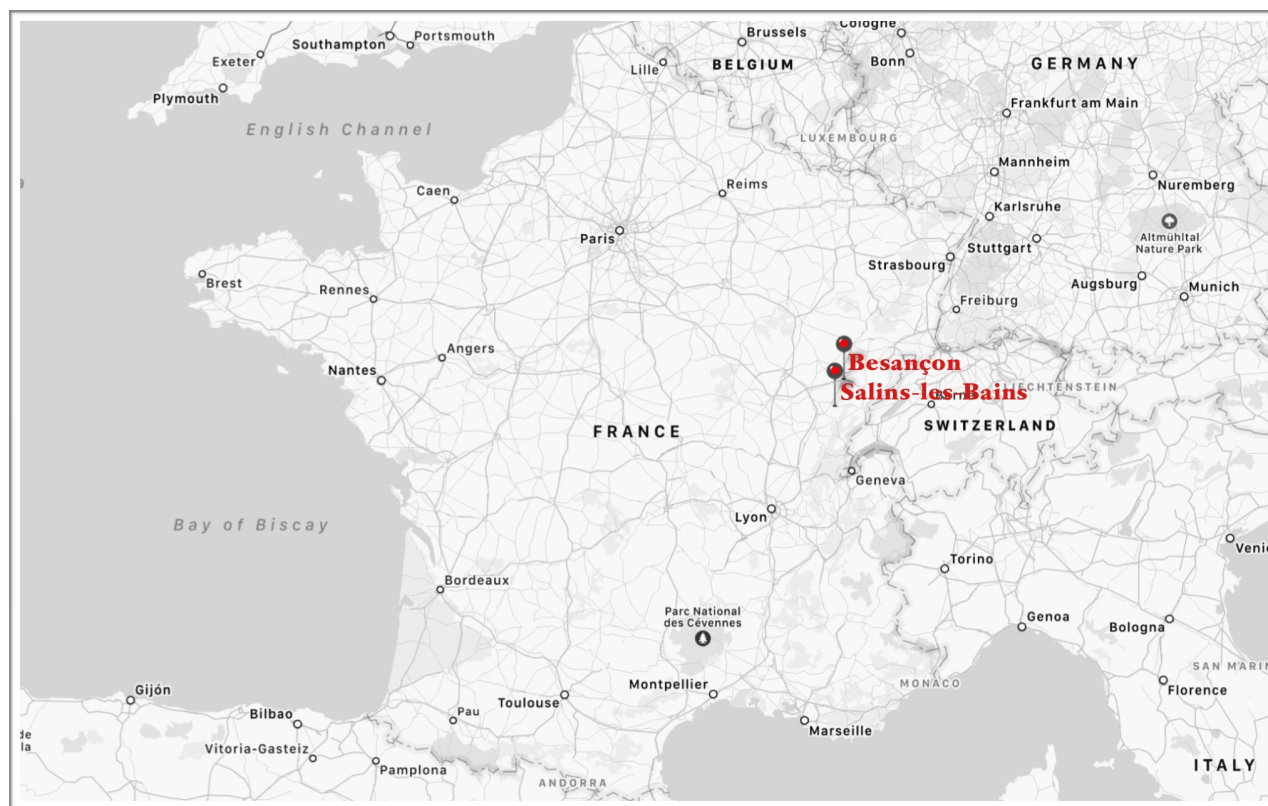 Cologne
Brussels
Portsmouth
Southampton
Exeter
Lille
BELGIUM
Bonn
GERMANY
Plymouth
Frankfurt am Main
English Channel
LUXEMBOURG
Mannheim
Reims
Caen
Nuremberg
Karlsruhe
Paris
Altmühltal
Nature Park
Stuttgart
Strasbourg
Brest
Rennes
Augsburg
Munich
Freiburg
Angers
Besançon
Nantes
LIECHTENSTEIN
Salins-les-Bains
SWITZERLAND
FRANCE
Geneva
Lyon
Bay of Biscay
Veni
Torino
Bordeaux
Parc National
des Cévennes
Genoa
Bologna
SAN MARIN
MONACO
Montpellier
Gijón
Florence
Toulouse
Pau
Bilbao
Marseille
de
la
Vitoria-Gasteiz
Pamplona
ITALY
ANDORRA